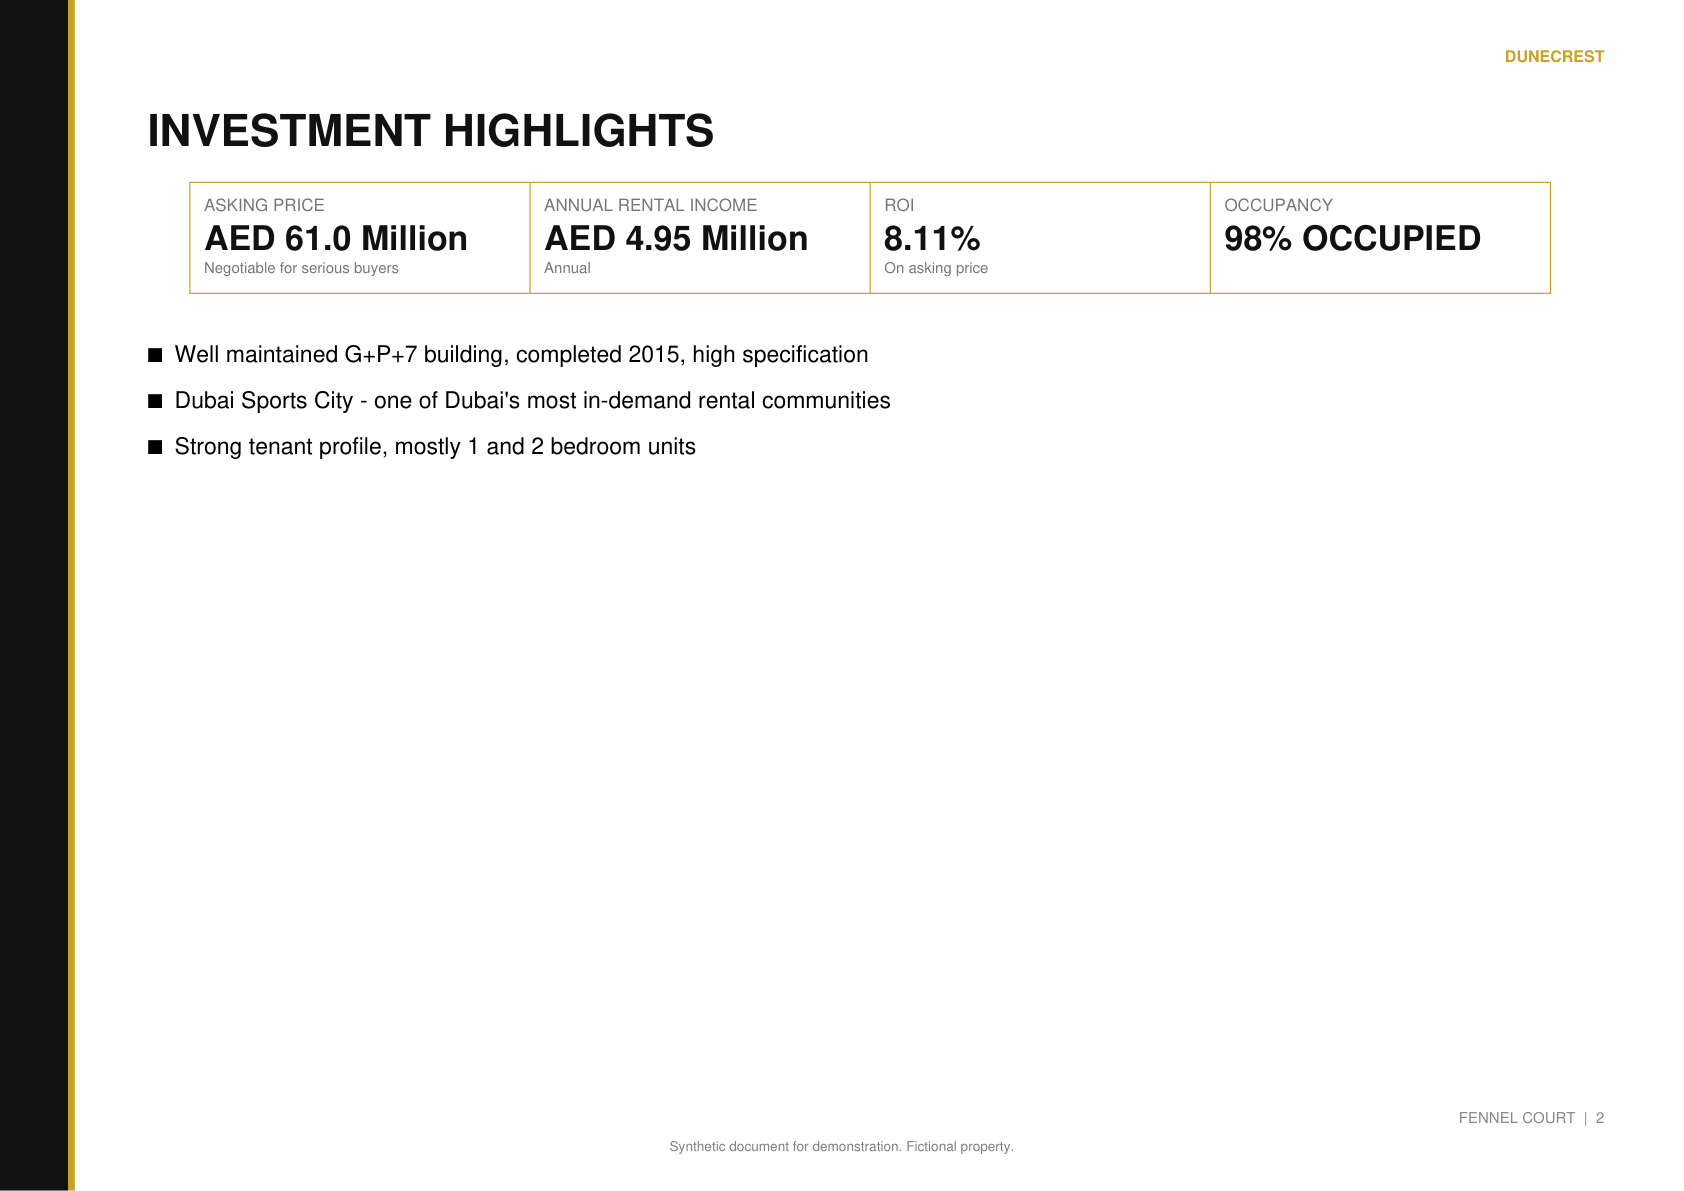 DUNECREST
INVESTMENT HIGHLIGHTS
ASKING PRICE
AED 61.0 Million
Negotiable for serious buyers
ANNUAL RENTAL INCOME
AED 4.95 Million
Annual
ROI
8.11%
On asking price
OCCUPANCY
98% OCCUPIED
■ Well maintained G+P+7 building, completed 2015, high specification
■ Dubai Sports City - one of Dubai's most in-demand rental communities
■ Strong tenant profile, mostly 1 and 2 bedroom units
FENNEL COURT | 2
Synthetic document for demonstration. Fictional property.